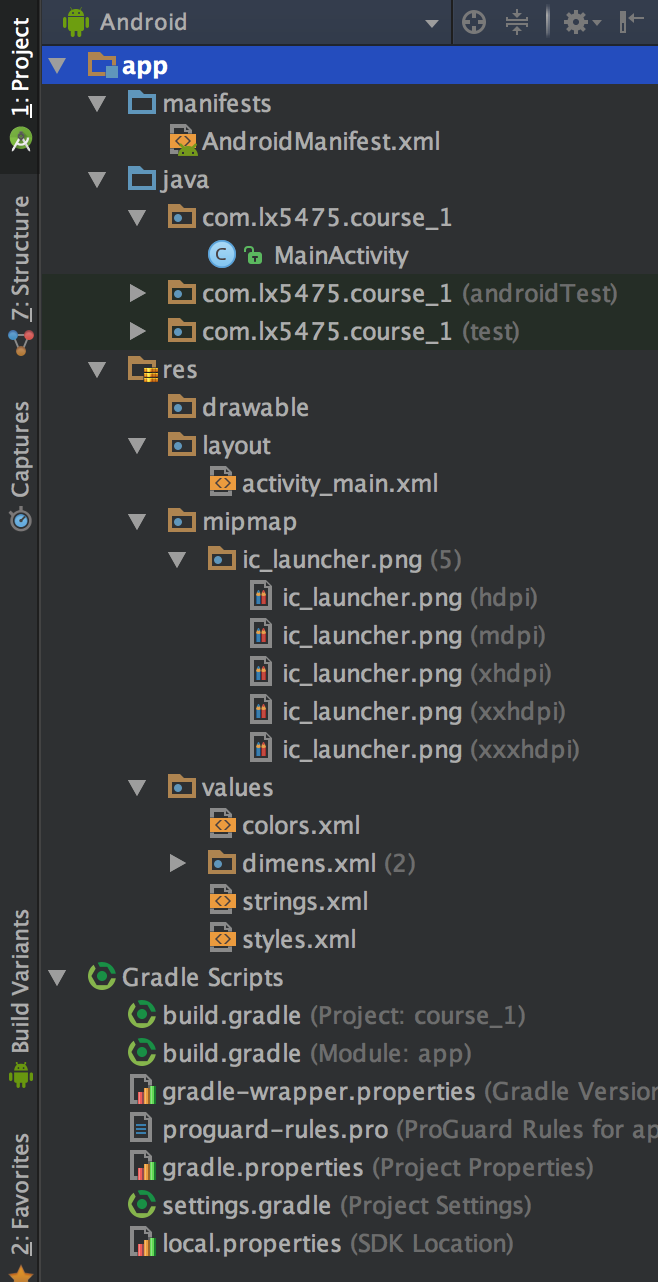 Android
1: Project
7: Structure
Captures
Build Variants
2: Favorites
app
manifests
AndroidManifest.xml
java
com.lx5475.course_1
C MainActivity
com.lx5475.course_1 (androidTest)
com.lx5475.course_1 (test)
res
drawable
layout
activity_main.xml
mipmap
ic_launcher.png (5)
ic_launcher.png (hdpi)
ic_launcher.png (mdpi)
ic_launcher.png (xhdpi)
ic_launcher.png (xxhdpi)
ic_launcher.png (xxxhdpi)
values
colors.xml
dimens.xml (2)
strings.xml
styles.xml
Gradle Scripts
build.gradle (Project: course_1)
build.gradle (Module: app)
gradle-wrapper.properties (Gradle Version
proguard-rules.pro (ProGuard Rules for ap
gradle.properties (Project Properties)
settings.gradle (Project Settings)
local.properties (SDK Location)